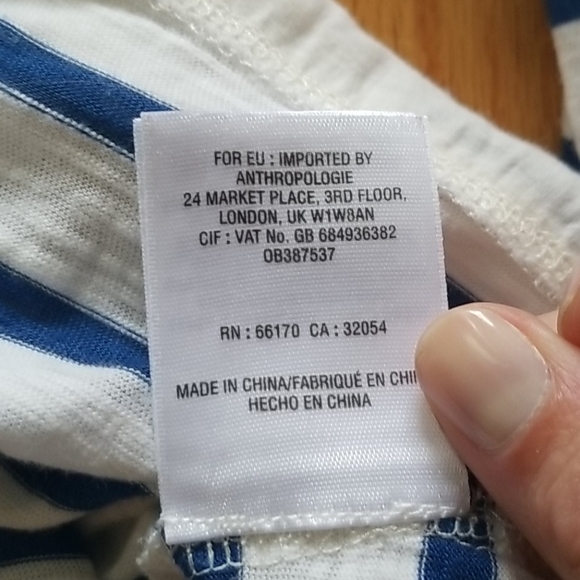 FOR EU : IMPORTED BY
ANTHROPOLOGIE
24 MARKET PLACE, 3RD FLOOR,
LONDON, UK W1W8AN
CIF : VAT No. GB 684936382
OB387537
RN : 66170 CA : 32054
MADE IN CHINA/FABRIQUÉ EN CHI
HECHO EN CHINA